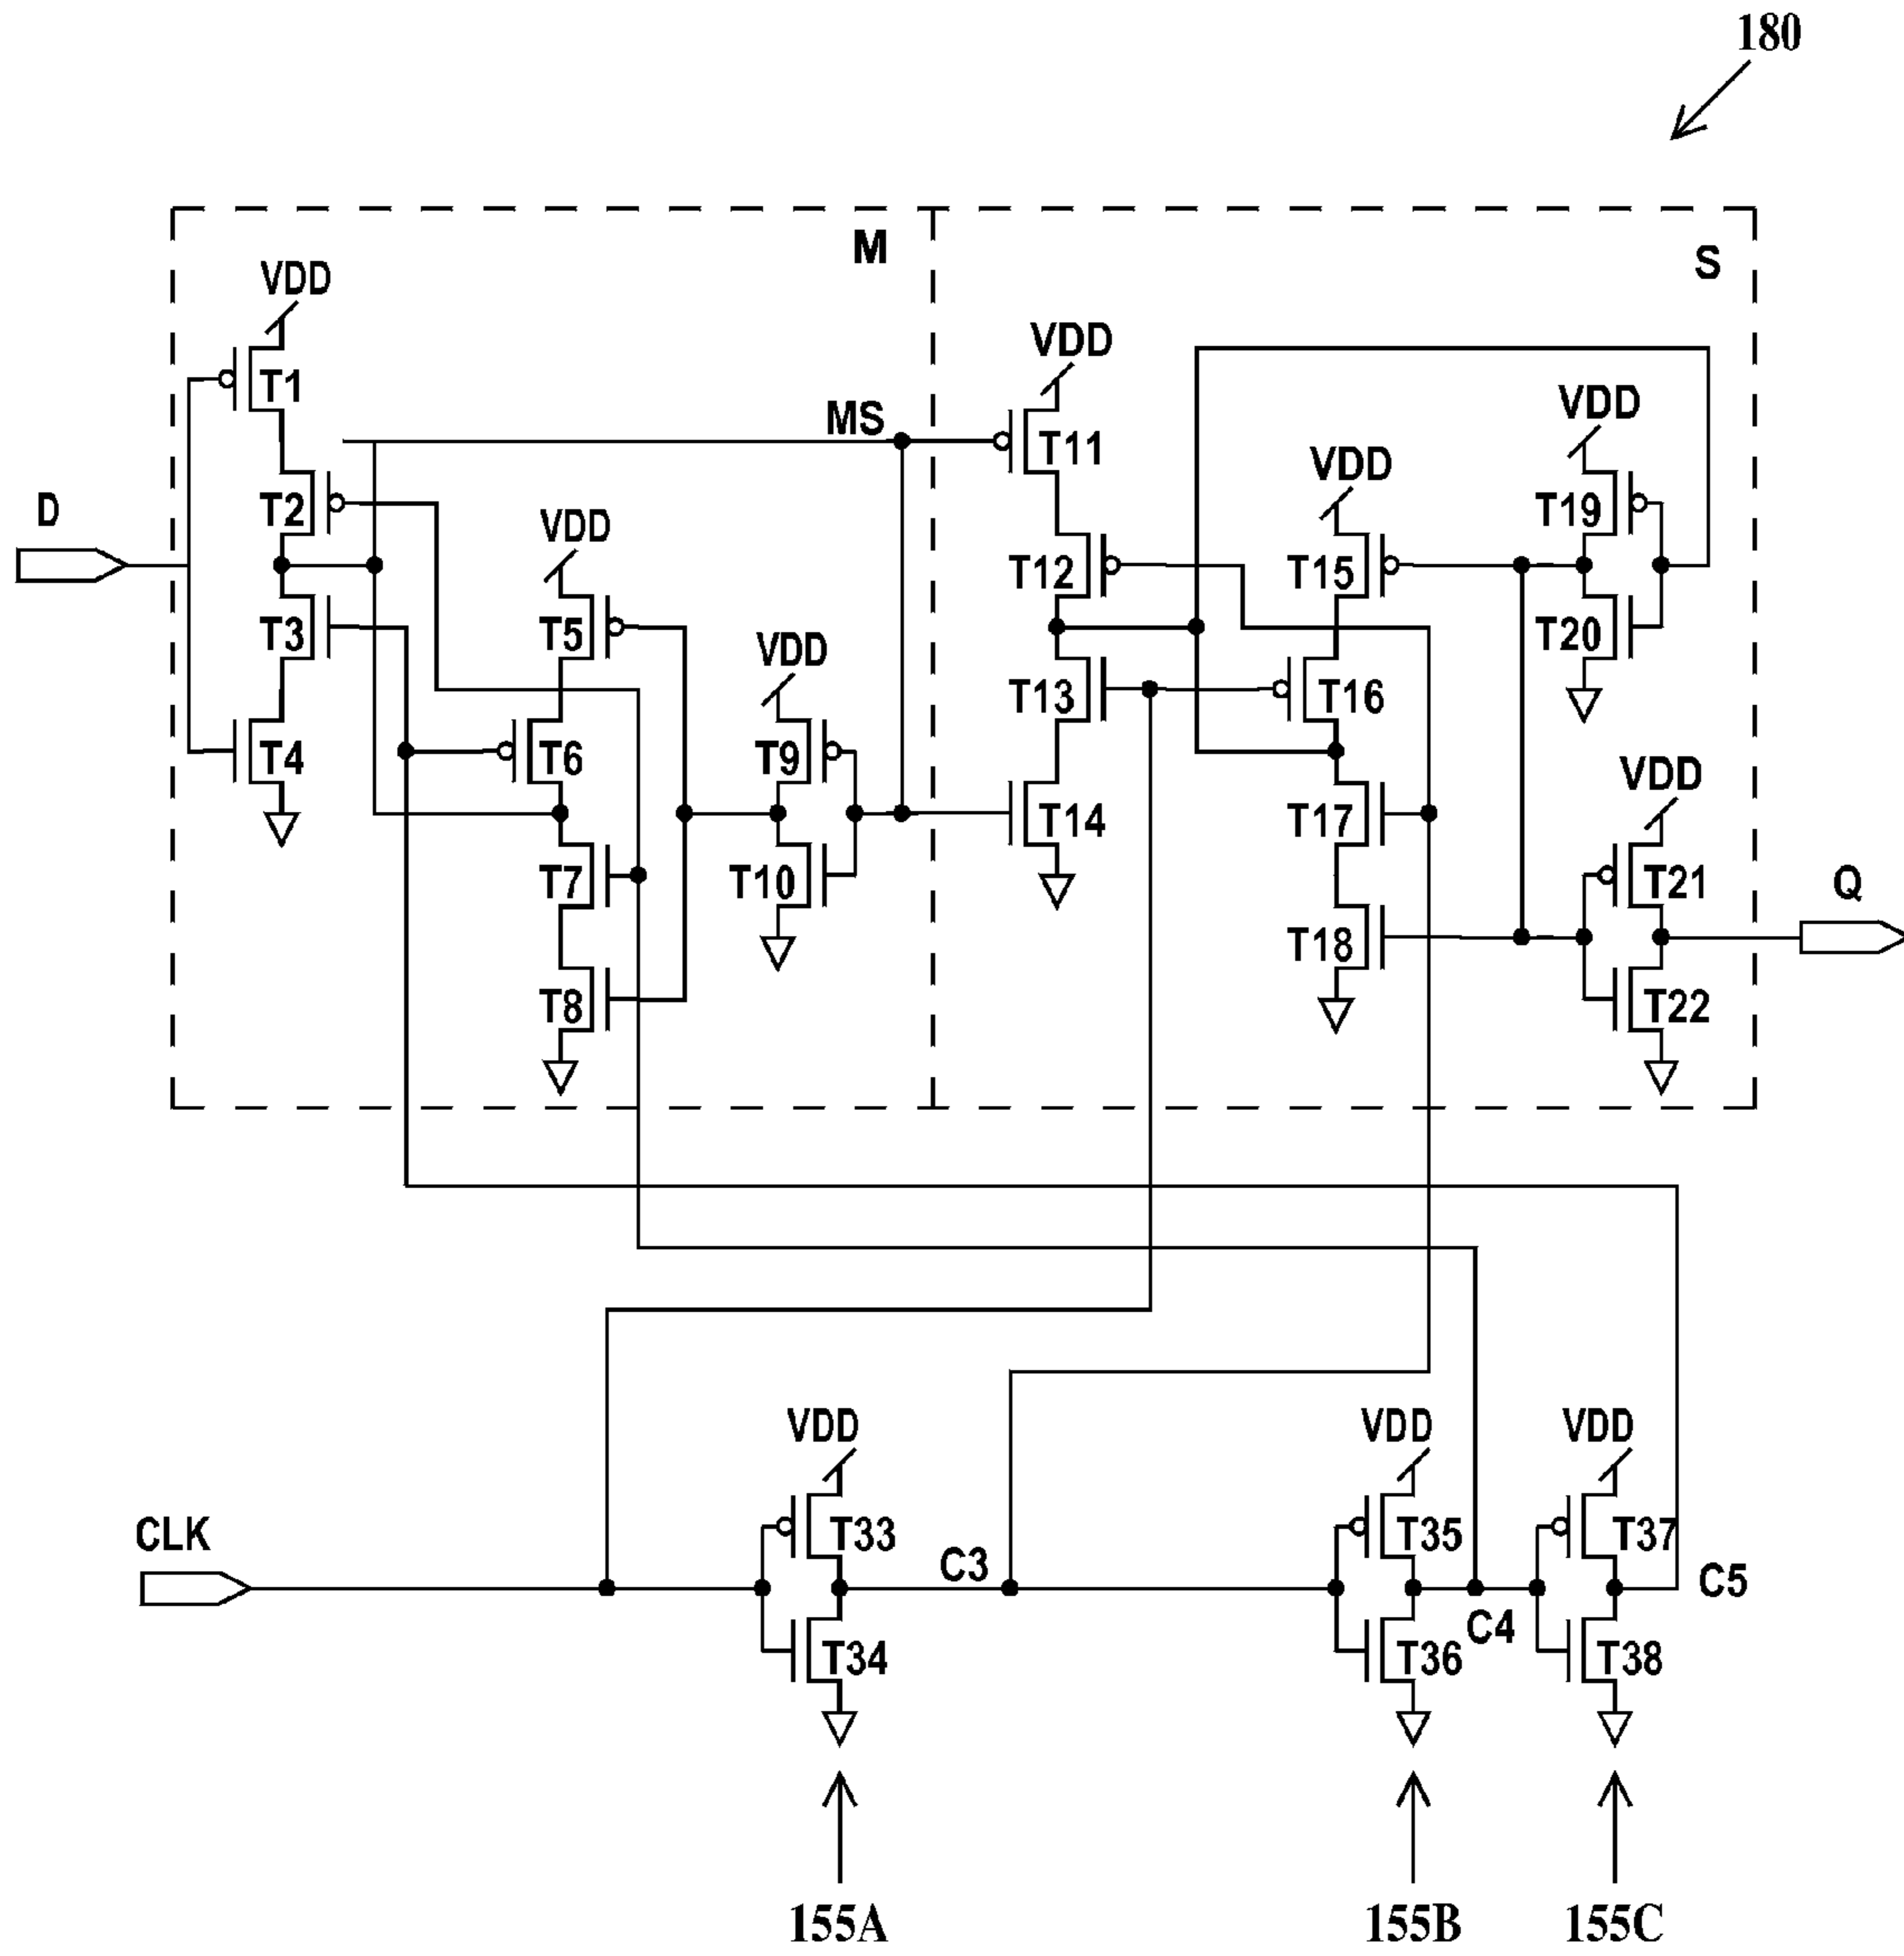 180
M
S
VDD
T1
VDD
MS
T11
VDD
T19
VDD
D
T2
VDD
T12
T15
T3
T5
VDD
T20
T13
T16
T4
T6
T9
VDD
T14
T17
T7
T10
T21
Q
T18
T8
T22
VDD
VDD
VDD
CLK
T33
C3
T35
T37
C5
C4
T34
T36
T38
155A
155B
155C